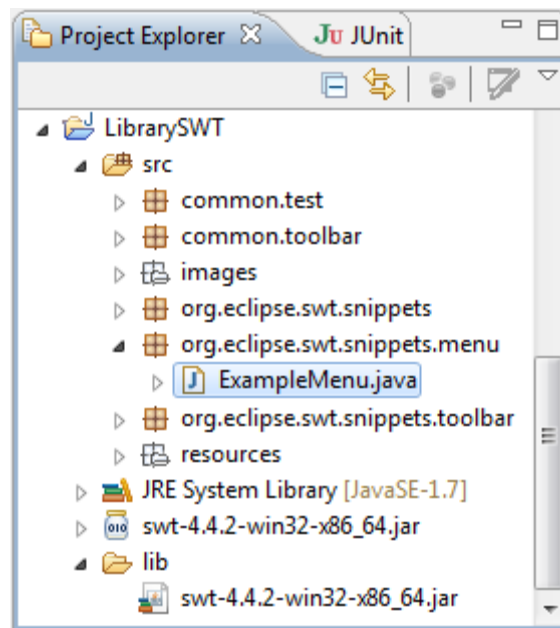 Project Explorer JU JUnit
LibrarySWT
src
common.test
common.toolbar
images
org.eclipse.swt.snippets
org.eclipse.swt.snippets.menu
J ExampleMenu.java
org.eclipse.swt.snippets.toolbar
resources
JRE System Library [JavaSE-1.7]
010 swt-4.4.2-win32-x86_64.jar
lib
swt-4.4.2-win32-x86_64.jar